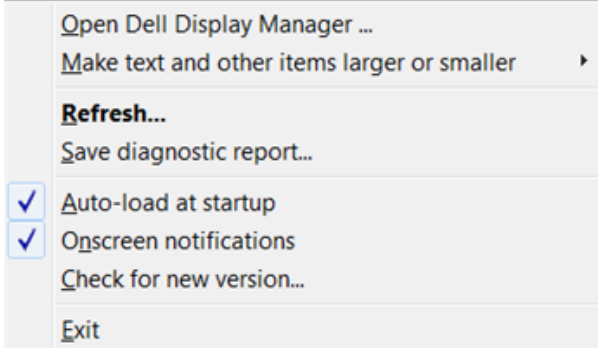 Open Dell Display Manager ...
Make text and other items larger or smaller
Refresh...
Save diagnostic report...
Auto-load at startup
Onscreen notifications
Check for new version...
Exit